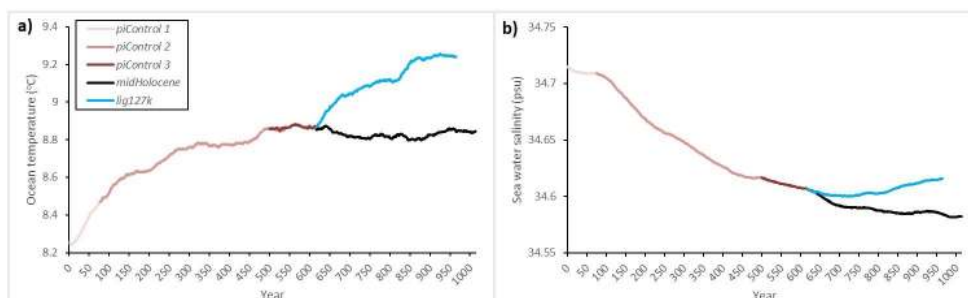 a)
9.4
9.2
9
8.8
8.6
8.4
8.2
Ocean temperature (°C)
piControl 1
piControl 2
piControl 3
midHolocene
lig127k
0 50 100 150 200 250 300 350 400 450 500 550 600 650 700 750 800 850 900 950 1000
Year
b)
34.75
34.7
34.65
34.6
34.55
Sea water salinity (psu)
0 50 100 150 200 250 300 350 400 450 500 550 600 650 700 750 800 850 900 950 1000
Year